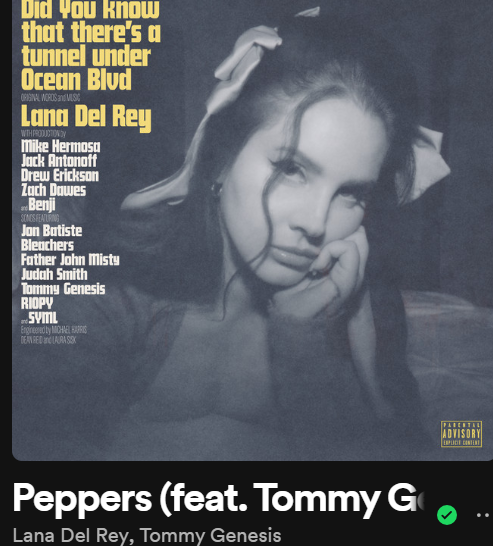 Did You know
that there's a
tunnel under
Ocean Blvd
ORIGINAL WORDS and MUSIC
Lana Del Rey
WITH PRODUCTION by
Mike Hermosa
Jack Antonoff
Drew Erickson
Zach Dawes
and Benji
SONGS FEATURING
Jon Batiste
Bleachers
Father John Misty
Judah Smith
Tommy Genesis
RIOPY
and SYML
Engineered by MICHAEL HARRIS
DEAN REID and LAURA SISK
PARENTAL
ADVISORY
EXPLICIT CONTENT
Peppers (feat. Tommy G
Lana Del Rey, Tommy Genesis